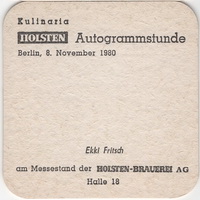 Kulinaria
HOLSTEN Autogrammstunde
Berlin, 8. November 1980
Ekki Fritsch
am Messestand der HOLSTEN-BRAUEREI AG
Halle 18